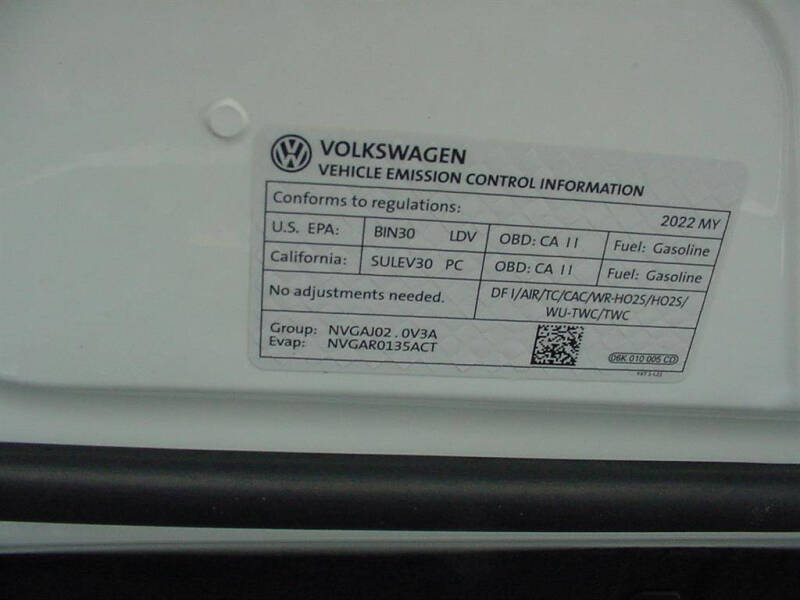 VOLKSWAGEN
VEHICLE EMISSION CONTROL INFORMATION
Conforms to regulations: 2022 MY
U.S. EPA: BIN30 LDV OBD: CA II Fuel: Gasoline
California: SULEV30 PC OBD: CA II Fuel: Gasoline
No adjustments needed. DFI/AIR/TC/CAC/WR-HO2S/HO2S/
WU-TWC/TWC
Group: NVGAJ02.0V3A
Evap: NVGAR0135ACT
06K 010 005 CD